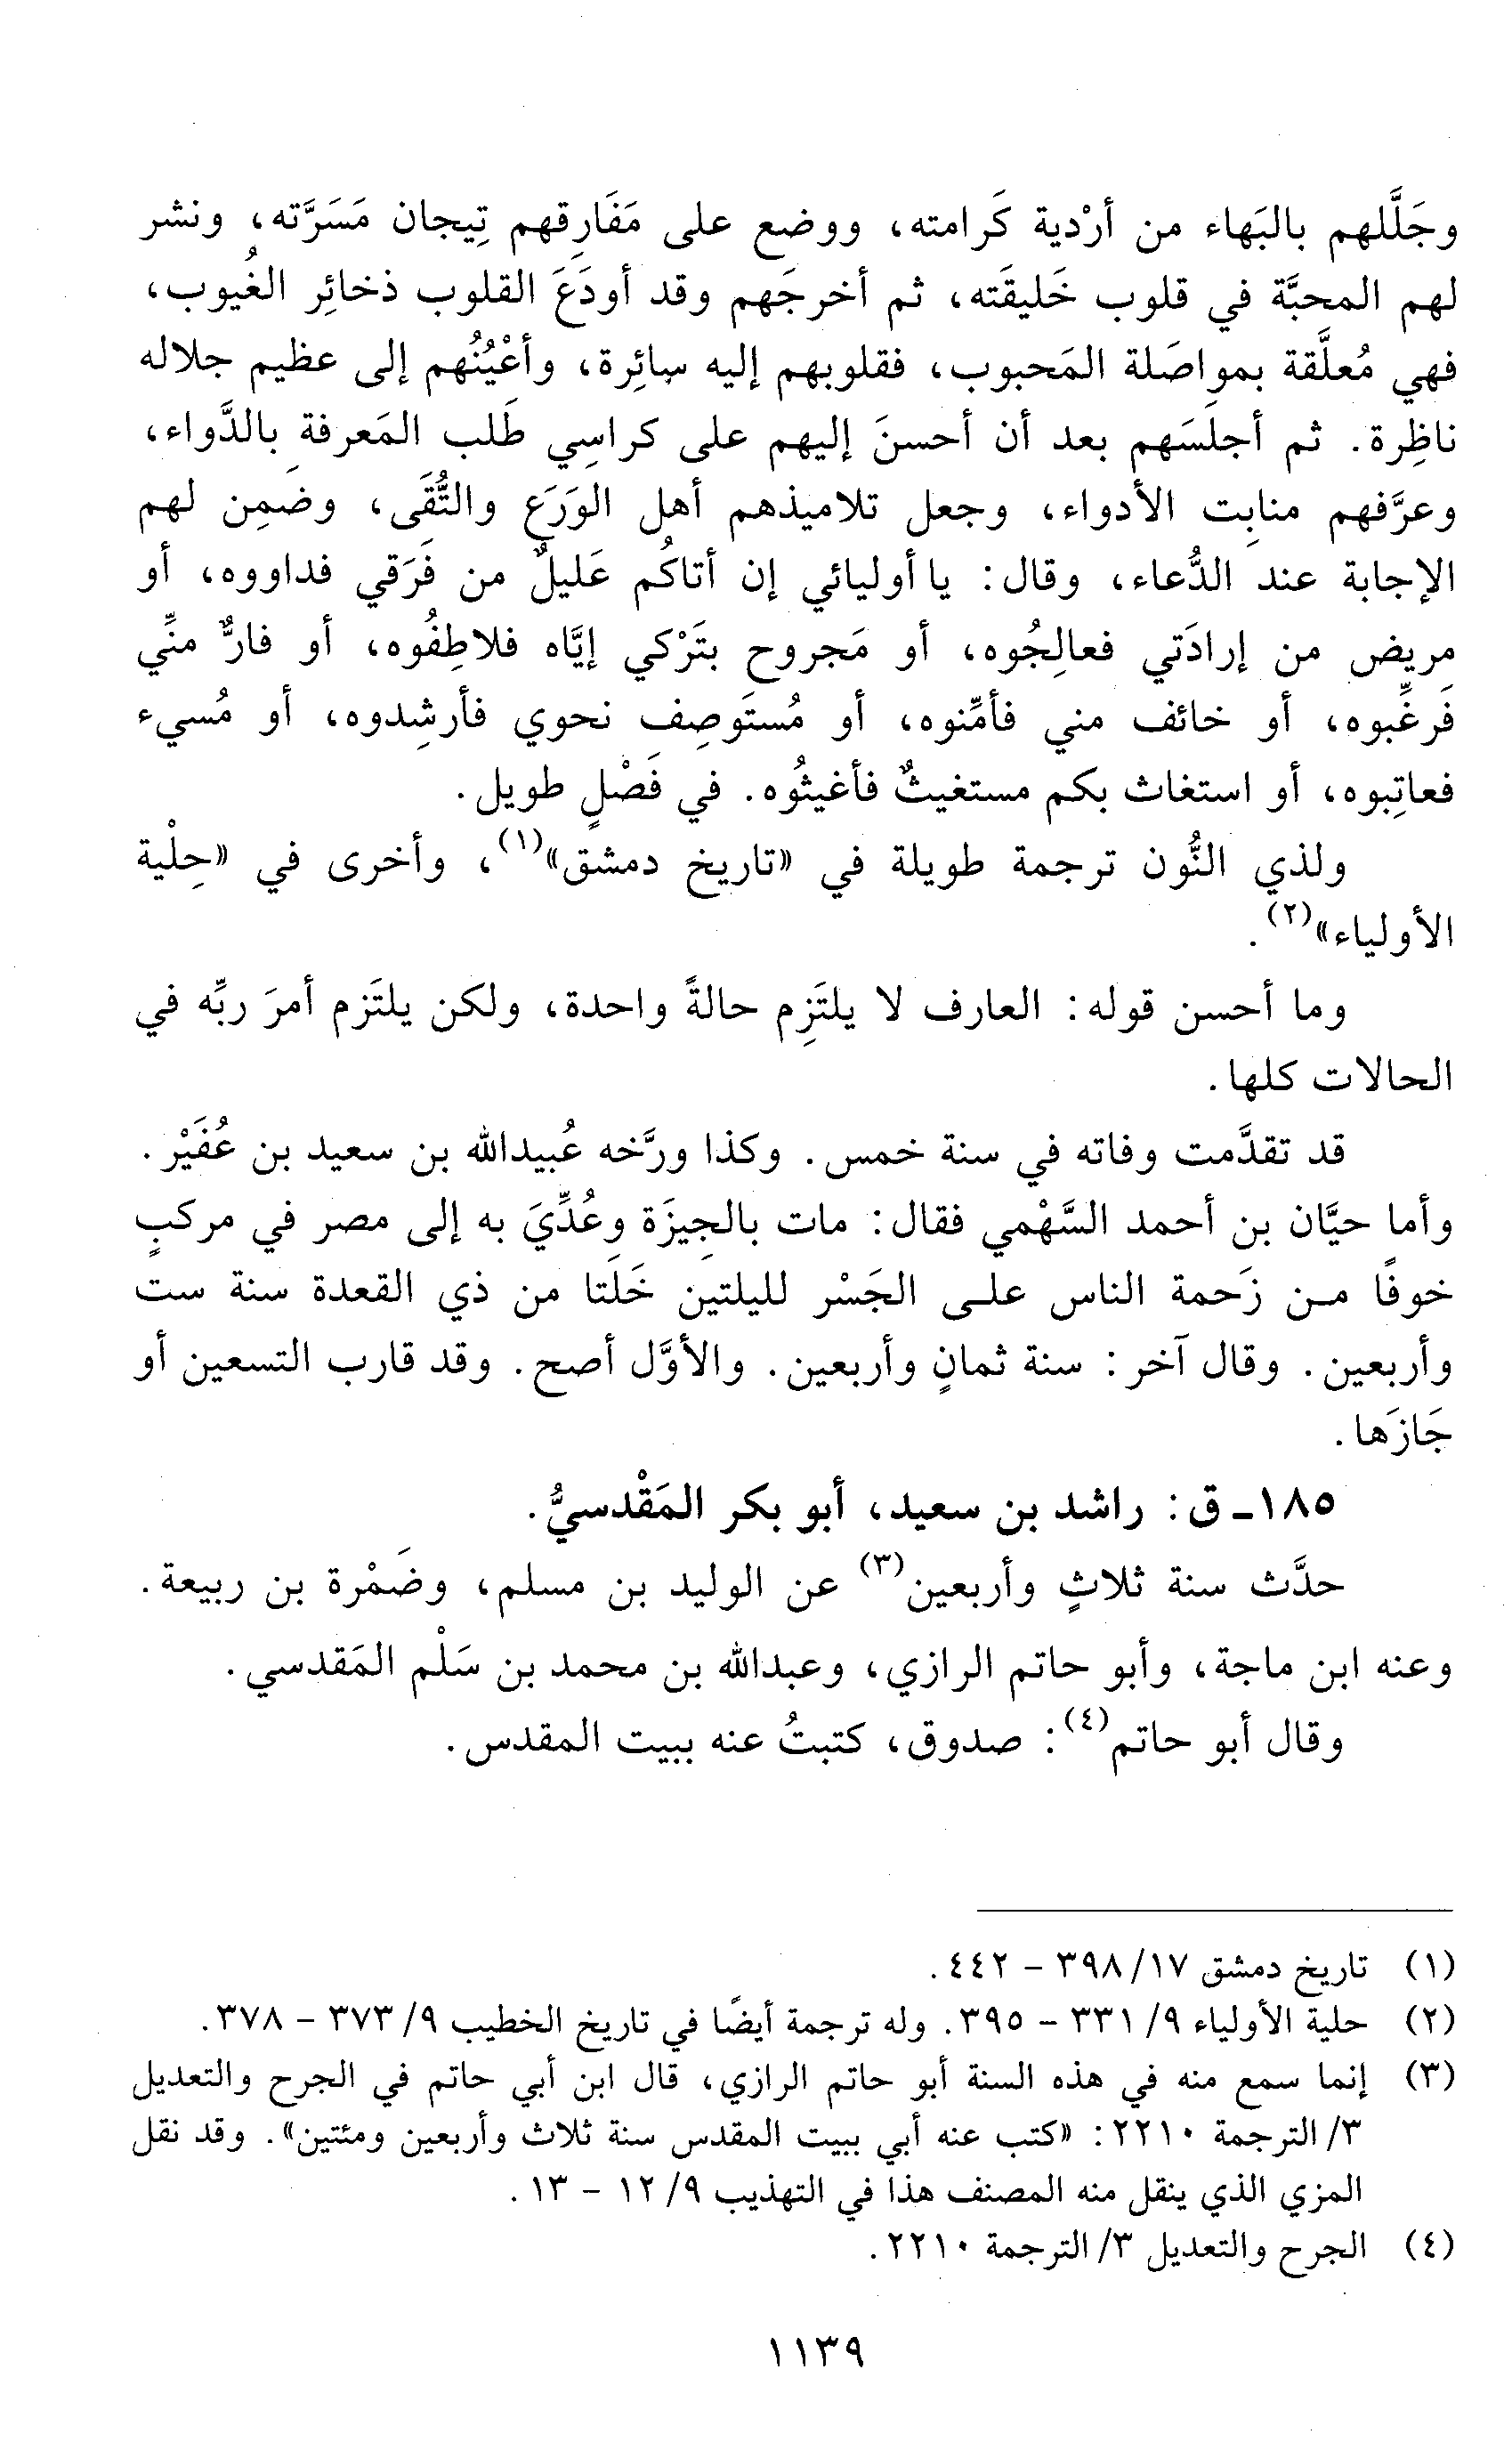 وجَلَّلهم بالبَهاء من أرْدية كَرامته، ووضع على مَفَارِقهم تِيجان مَسَرَّته، ونشر
لهم المحبَّة في قلوب خَليقَته، ثم أخرجَهم وقد أودَعَ القلوب ذخائِر الغُيوب،
فهي مُعلَّقة بمواصَلة المَحبوب، فقلوبهم إليه سائِرة، وأعْيُنُهم إلى عظيم جلاله
ناظِرة. ثم أجلَسَهم بعد أن أحسنَ إليهم على كراسِي طَلب المَعرفة بالدَّواء،
وعرَّفهم منابِت الأدواء، وجعل تلاميذهم أهل الوَرَع والتُّقَى، وضَمِن لهم
الإجابة عند الدُّعاء، وقال: يا أوليائي إن أتاكُم عَليلٌ من فَرَقي فداووه، أو
مريض من إرادَتي فعالِجُوه، أو مَجروح بتَرْكي إيَّاه فلاطِفُوه، أو فارٌّ منِّي
فَرغِّبوه، أو خائف مني فأمِّنوه، أو مُستَوصِف نحوي فأرشِدوه، أو مُسيء
فعاتِبوه، أو استغاث بكم مستغيثٌ فأغيثُوه. في فَصْلٍ طويل.
ولذي النُّون ترجمة طويلة في «تاريخ دمشق»(١)، وأخرى في «حِلْية
الأولياء»(٢).
وما أحسن قوله: العارف لا يلتَزِم حالةً واحدة، ولكن يلتَزم أمرَ ربِّه في
الحالات كلها.
قد تقدَّمت وفاته في سنة خمس. وكذا ورَّخه عُبيدالله بن سعيد بن عُفَيْر.
وأما حيَّان بن أحمد السَّهْمي فقال: مات بالجِيزَة وعُدِّيَ به إلى مصر في مركبٍ
خوفًا من زَحمة الناس على الجَسْر لليلتين خَلَتا من ذي القعدة سنة ست
وأربعين. وقال آخر: سنة ثمانٍ وأربعين. والأوَّل أصح. وقد قارب التسعين أو
جَازَها.
١٨٥- ق: راشد بن سعيد، أبو بكر المَقْدسيُّ.
حدَّث سنة ثلاثٍ وأربعين(٣) عن الوليد بن مسلم، وضَمْرة بن ربيعة.
وعنه ابن ماجة، وأبو حاتم الرازي، وعبدالله بن محمد بن سَلْم المَقدسي.
وقال أبو حاتم(٤): صدوق، كتبتُ عنه ببيت المقدس.
(١) تاريخ دمشق ١٧/ ٣٩٨ - ٤٤٢.
(٢) حلية الأولياء ٩/ ٣٣١ - ٣٩٥. وله ترجمة أيضًا في تاريخ الخطيب ٩/ ٣٧٣ - ٣٧٨.
(٣) إنما سمع منه في هذه السنة أبو حاتم الرازي، قال ابن أبي حاتم في الجرح والتعديل
٣/ الترجمة ٢٢١٠: «كتب عنه أبي ببيت المقدس سنة ثلاث وأربعين ومئتين». وقد نقل
المزي الذي ينقل منه المصنف هذا في التهذيب ٩/ ١٢ - ١٣.
(٤) الجرح والتعديل ٣/ الترجمة ٢٢١٠.
١١٣٩